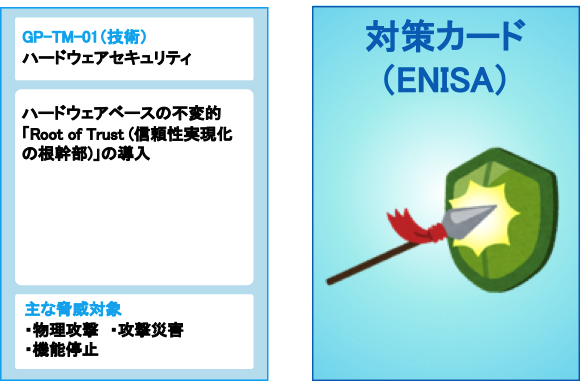 GP-TM-01(技術)
ハードウェアセキュリティ
ハードウェアベースの不変的
「Root of Trust (信頼性実現化
の根幹部)」の導入
主な脅威対象
・物理攻撃 ・攻撃災害
・機能停止
対策カード
(ENISA)